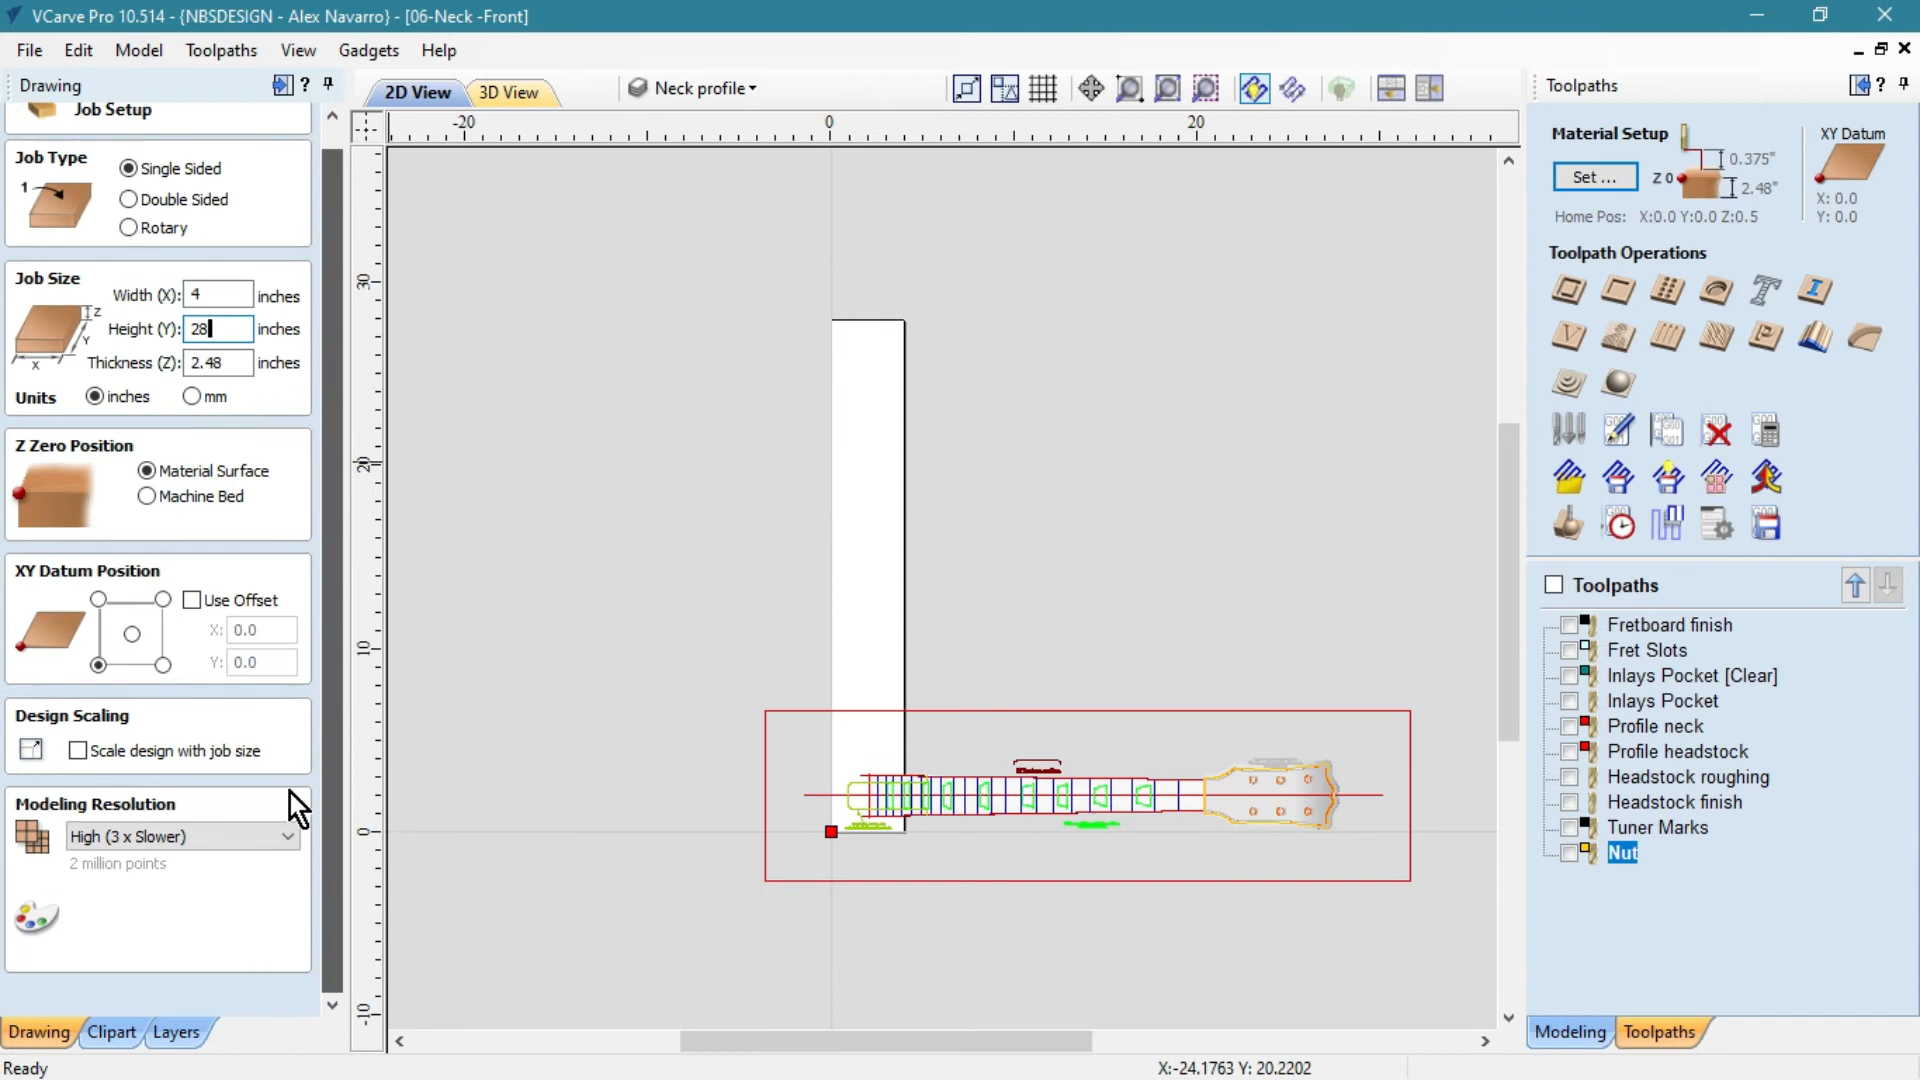 VCarve Pro 10.514 - {NBSDESIGN - Alex Navarro} - [06-Neck -Front]
File Edit Model Toolpaths View Gadgets Help
Drawing
Job Setup
Job Type
1
Single Sided
Double Sided
Rotary
Job Size
Width (X): 4 inches
Height (Y): 28 inches
Thickness (Z): 2.48 inches
Z
Y
X
Units inches mm
Z Zero Position
Material Surface
Machine Bed
XY Datum Position
Use Offset
X: 0.0
Y: 0.0
Design Scaling
Scale design with job size
Modeling Resolution
High (3 x Slower)
2 million points
Drawing Clipart Layers
Ready
2D View 3D View
Neck profile
-20 0 20
30
20
10
0
-10
X:-24.1763 Y: 20.2202
Toolpaths
Material Setup
Set ...
Z 0
0.375"
2.48"
XY Datum
X: 0.0
Y: 0.0
Home Pos: X:0.0 Y:0.0 Z:0.5
Toolpath Operations
Toolpaths
Fretboard finish
Fret Slots
Inlays Pocket [Clear]
Inlays Pocket
Profile neck
Profile headstock
Headstock roughing
Headstock finish
Tuner Marks
Nut
Modeling Toolpaths